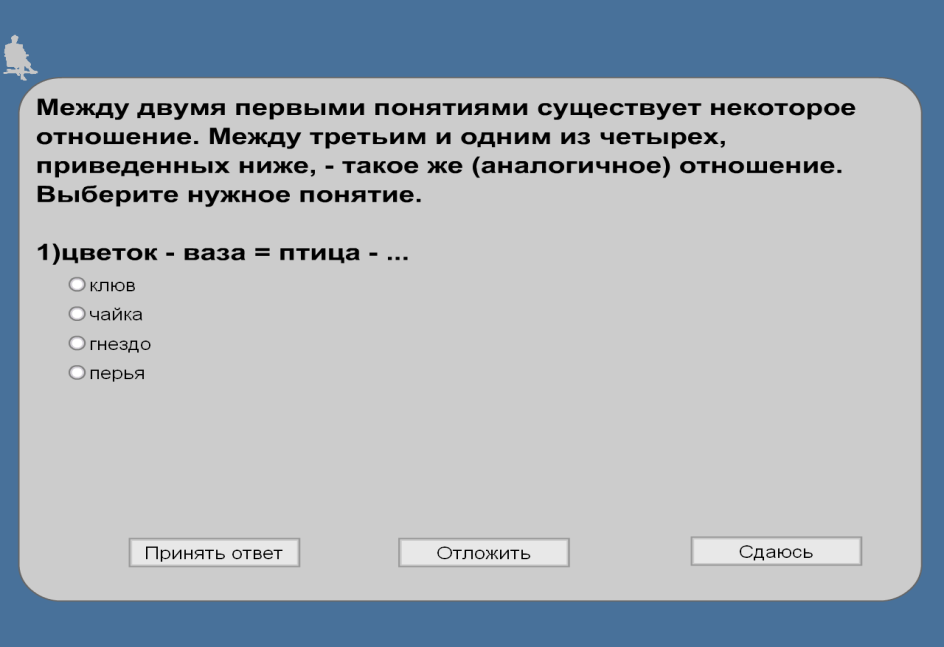 Между двумя первыми понятиями существует некоторое
отношение. Между третьим и одним из четырех,
приведенных ниже, - такое же (аналогичное) отношение.
Выберите нужное понятие.
1)цветок - ваза = птица - ...
клюв
чайка
гнездо
перья
Принять ответ
Отложить
Сдаюсь